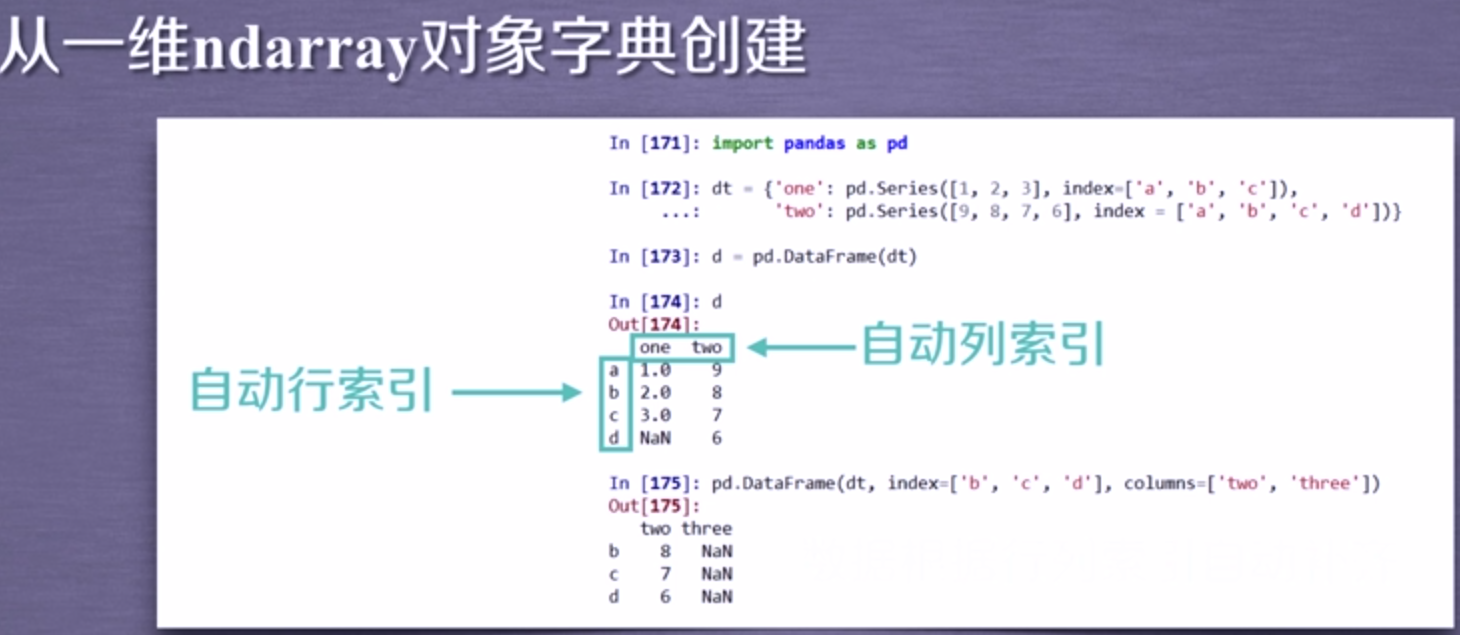 从一维ndarray对象字典创建
In [171]: import pandas as pd
In [172]: dt = {'one': pd.Series([1, 2, 3], index=['a', 'b', 'c']),
...: 'two': pd.Series([9, 8, 7, 6], index = ['a', 'b', 'c', 'd'])}
In [173]: d = pd.DataFrame(dt)
In [174]: d
Out[174]:
one two
自动列索引
自动行索引
a 1.0 9
b 2.0 8
c 3.0 7
d NaN 6
In [175]: pd.DataFrame(dt, index=['b', 'c', 'd'], columns=['two', 'three'])
Out[175]:
two three
b 8 NaN
c 7 NaN
d 6 NaN